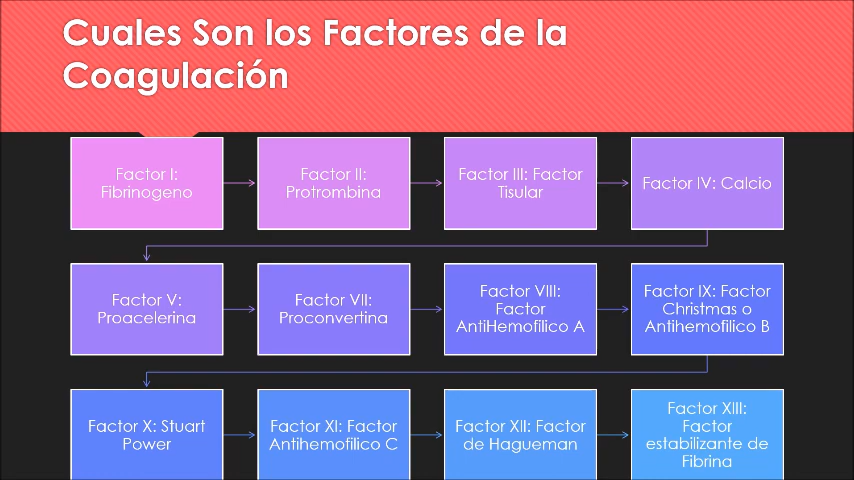 Cuales Son los Factores de la
Coagulación
Factor I:
Fibrinogeno
Factor II:
Protrombina
Factor III: Factor
Tisular
Factor IV: Calcio
Factor V:
Proacelerina
Factor VII:
Proconvertina
Factor VIII:
Factor
AntiHemofilico A
Factor IX: Factor
Christmas o
Antihemofilico B
Factor X: Stuart
Power
Factor XI: Factor
Antihemofilico C
Factor XII: Factor
de Hagueman
Factor XIII:
Factor
estabilizante de
Fibrina